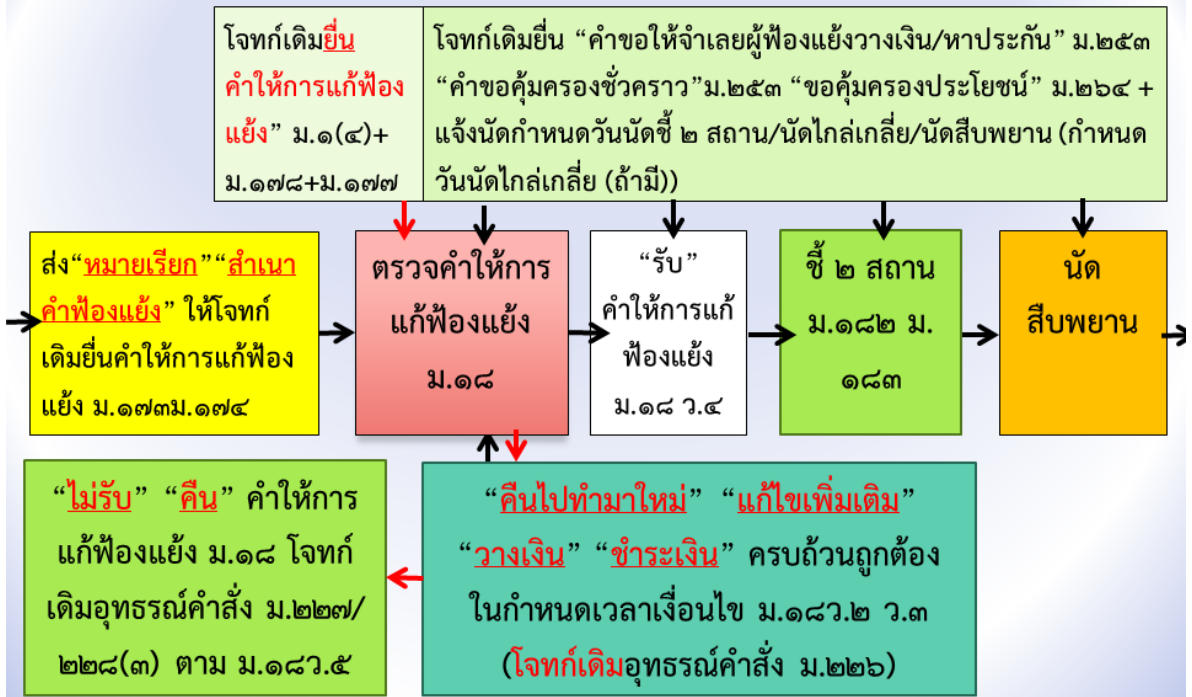 โจทก์เดิมยื่น
คำให้การแก้ฟ้อง
แย้ง” ม.๑(๔)+
ม.๑๗๘+ม.๑๗๗
โจทก์เดิมยื่น “คำขอให้จำเลยผู้ฟ้องแย้งวางเงิน/หาประกัน” ม.๒๕๓
“คำขอคุ้มครองชั่วคราว”ม.๒๕๓ “ขอคุ้มครองประโยชน์” ม.๒๖๔ +
แจ้งนัดกำหนดวันนัดชี้ ๒ สถาน/นัดไกล่เกลี่ย/นัดสืบพยาน (กำหนด
วันนัดไกล่เกลี่ย (ถ้ามี))
ส่ง“หมายเรียก”“สำเนา
คำฟ้องแย้ง” ให้โจทก์
เดิมยื่นคำให้การแก้ฟ้อง
แย้ง ม.๑๗๓ม.๑๗๔
ตรวจคำให้การ
แก้ฟ้องแย้ง
ม.๑๘
“รับ”
คำให้การแก้
ฟ้องแย้ง
ม.๑๘ ว.๔
ชี้ ๒ สถาน
ม.๑๘๒ ม.
๑๘๓
นัด
สืบพยาน
“ไม่รับ” “คืน” คำให้การ
แก้ฟ้องแย้ง ม.๑๘ โจทก์
เดิมอุทธรณ์คำสั่ง ม.๒๒๗/
๒๒๘(๓) ตาม ม.๑๘ว.๕
“คืนไปทำมาใหม่” “แก้ไขเพิ่มเติม”
“วางเงิน” “ชำระเงิน” ครบถ้วนถูกต้อง
ในกำหนดเวลาเงื่อนไข ม.๑๘ว.๒ ว.๓
(โจทก์เดิมอุทธรณ์คำสั่ง ม.๒๒๖)